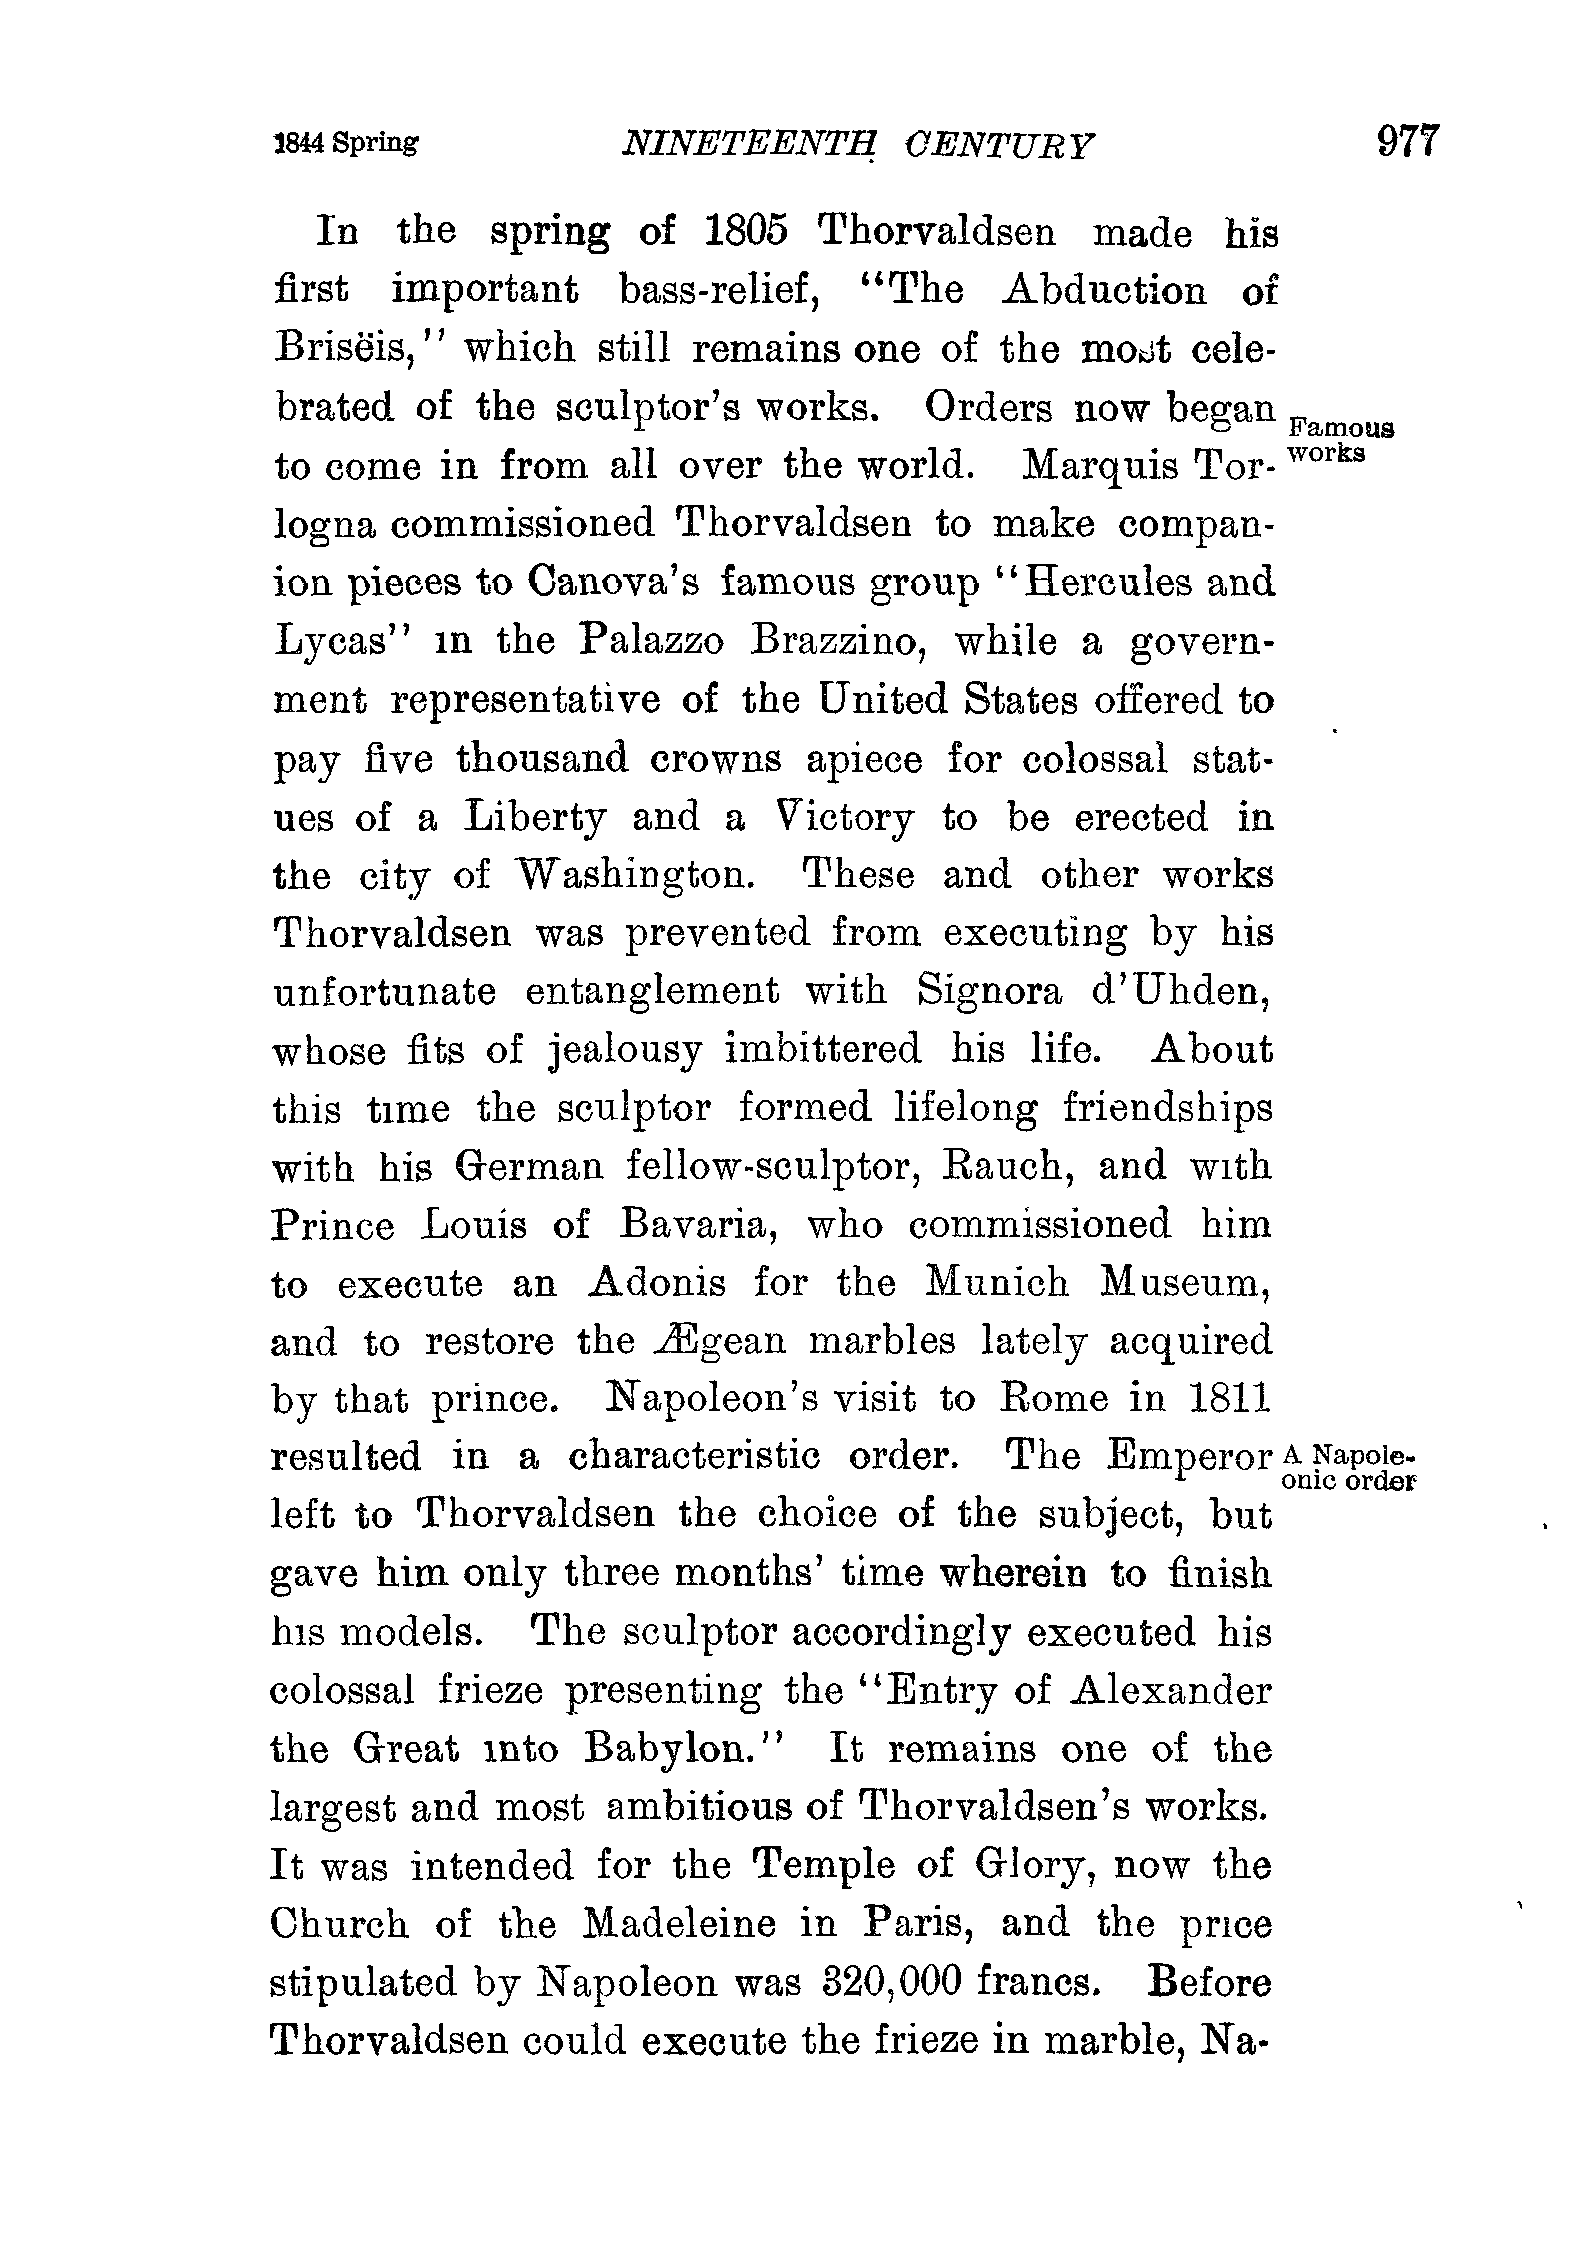 1844 Spring NINETEENTH CENTURY 977
In the spring of 1805 Thorvaldsen made his
first important bass-relief, "The Abduction of
Briseïs," which still remains one of the most cele-
brated of the sculptor's works. Orders now began
Famous
works
to come in from all over the world. Marquis Tor-
logna commissioned Thorvaldsen to make compan-
ion pieces to Canova's famous group "Hercules and
Lycas" in the Palazzo Brazzino, while a govern-
ment representative of the United States offered to
pay five thousand crowns apiece for colossal stat-
ues of a Liberty and a Victory to be erected in
the city of Washington. These and other works
Thorvaldsen was prevented from executing by his
unfortunate entanglement with Signora d'Uhden,
whose fits of jealousy imbittered his life. About
this time the sculptor formed lifelong friendships
with his German fellow-sculptor, Rauch, and with
Prince Louis of Bavaria, who commissioned him
to execute an Adonis for the Munich Museum,
and to restore the Ægean marbles lately acquired
by that prince. Napoleon's visit to Rome in 1811
resulted in a characteristic order. The Emperor
A Napole-
onic order
left to Thorvaldsen the choice of the subject, but
gave him only three months' time wherein to finish
his models. The sculptor accordingly executed his
colossal frieze presenting the "Entry of Alexander
the Great into Babylon." It remains one of the
largest and most ambitious of Thorvaldsen's works.
It was intended for the Temple of Glory, now the
Church of the Madeleine in Paris, and the price
stipulated by Napoleon was 320,000 francs. Before
Thorvaldsen could execute the frieze in marble, Na-